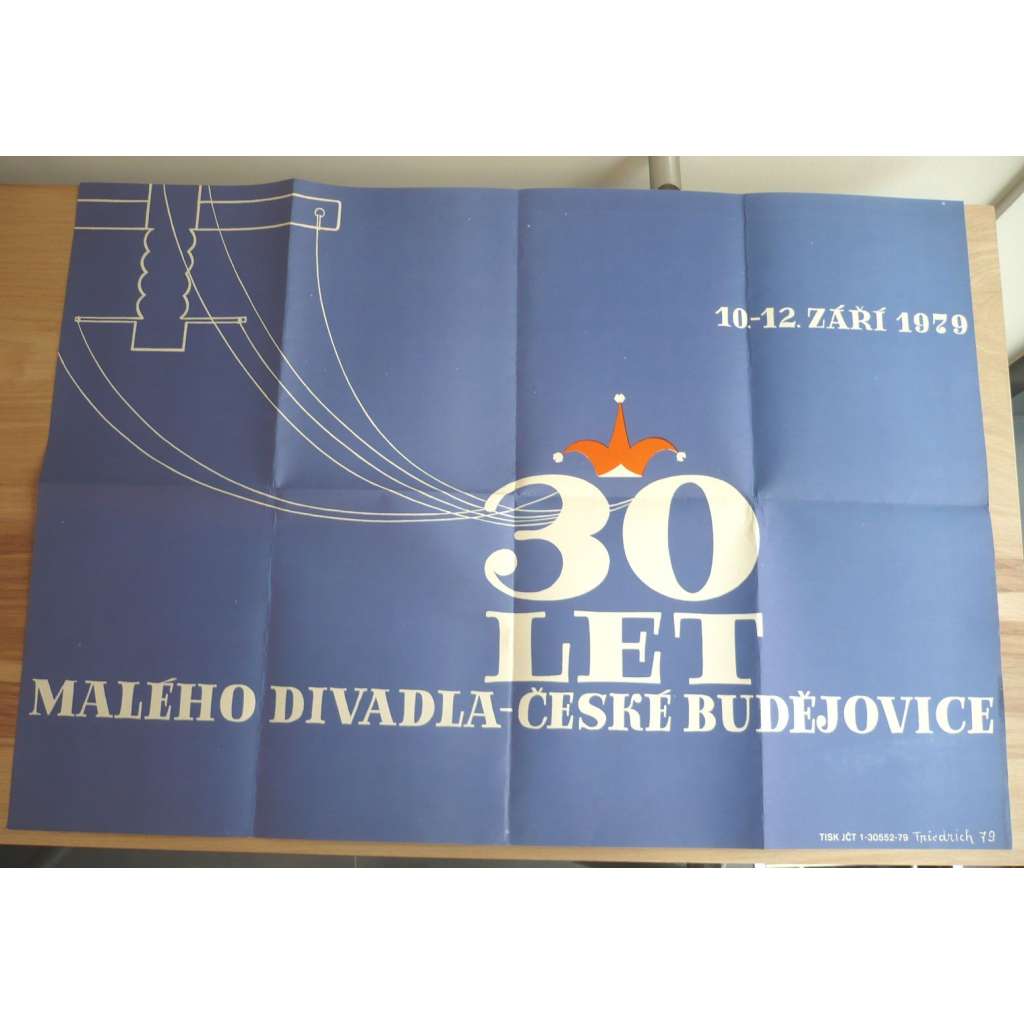 10.-12. ZÁŘÍ 1979
30
LET
MALÉHO DIVADLA-ČESKÉ BUDĚJOVICE
TISK JČT 1-30552-79 Friedrich 79